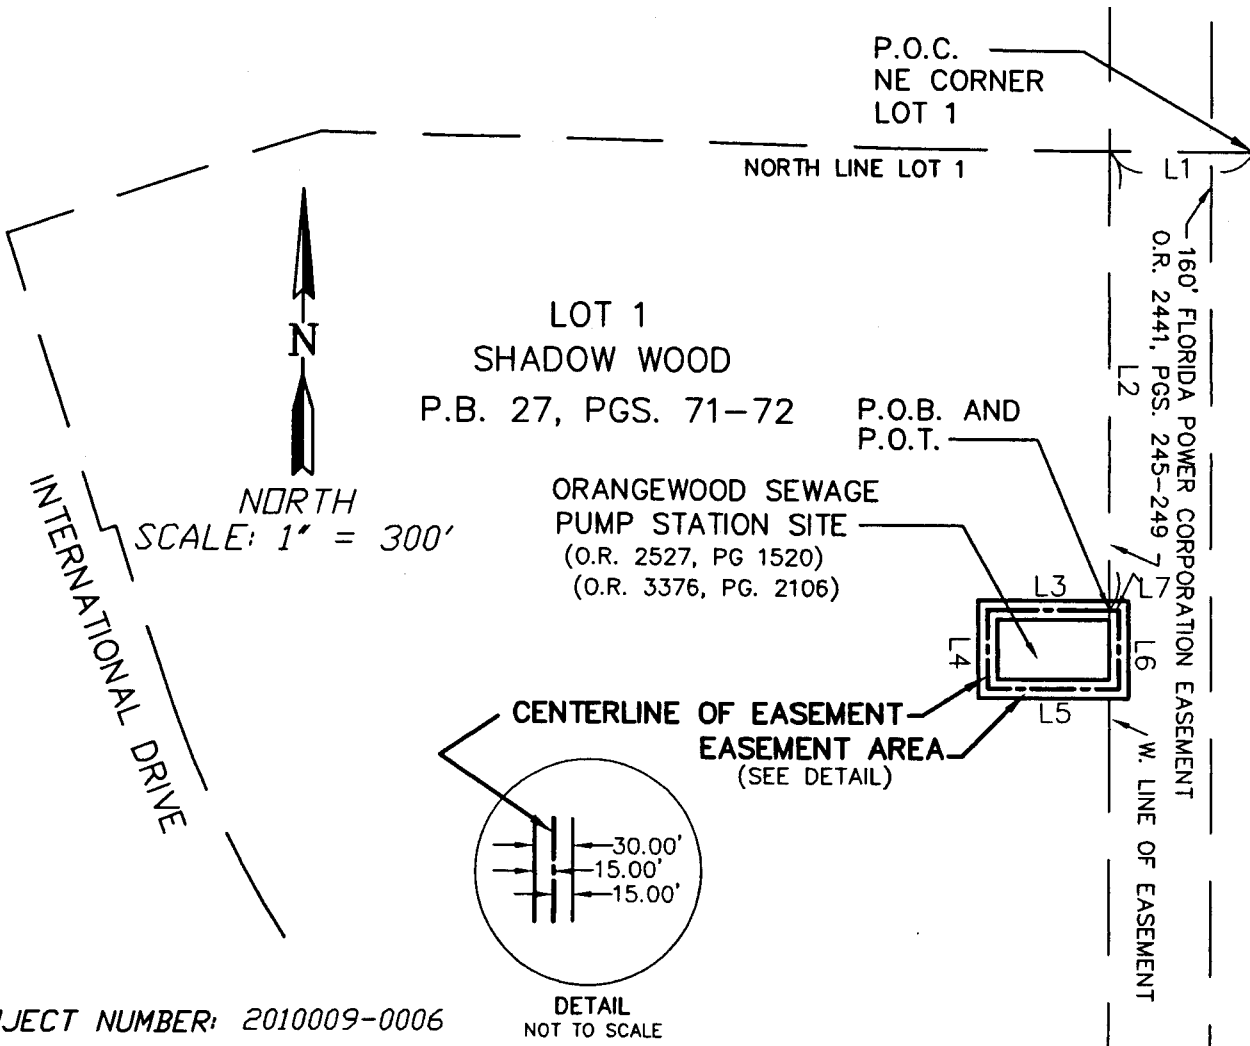 P.O.C.
NE CORNER
LOT 1
NORTH LINE LOT 1
L1
160' FLORIDA POWER CORPORATION EASEMENT
O.R. 2441, PGS. 245-249
L2
N
NORTH
SCALE: 1" = 300'
LOT 1
SHADOW WOOD
P.B. 27, PGS. 71-72
P.O.B. AND
P.O.T.
ORANGEWOOD SEWAGE
PUMP STATION SITE
(O.R. 2527, PG 1520)
(O.R. 3376, PG. 2106)
L3
L7
L4
L6
L5
INTERNATIONAL DRIVE
CENTERLINE OF EASEMENT
EASEMENT AREA
(SEE DETAIL)
W. LINE OF EASEMENT
30.00'
15.00'
15.00'
DETAIL
NOT TO SCALE
JECT NUMBER: 2010009-0006